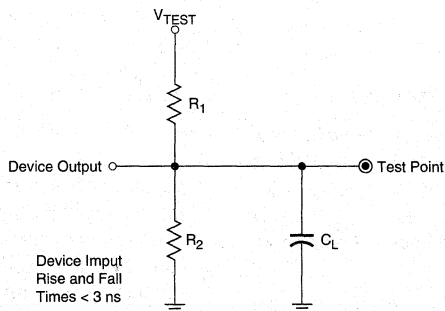 VTEST
R1
Device Output
Test Point
R2
CL
Device Imput
Rise and Fall
Times < 3 ns